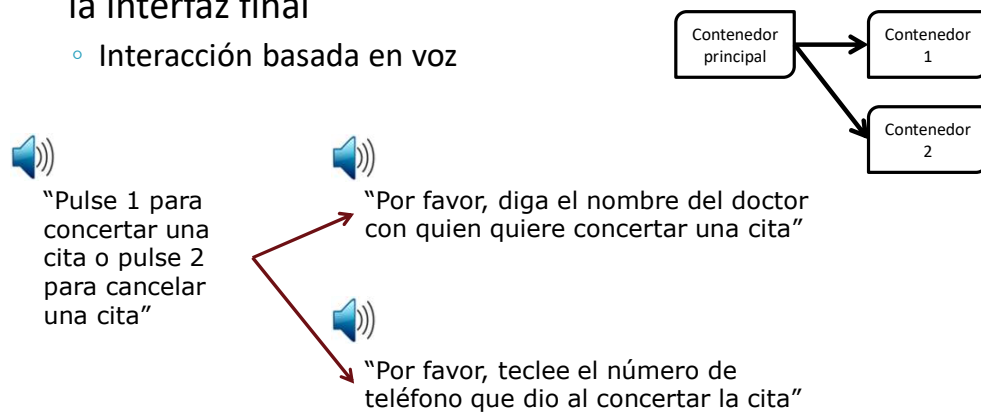 la interfaz final
◦ Interacción basada en voz
Contenedor
principal
Contenedor
1
Contenedor
2
“Pulse 1 para
concertar una
cita o pulse 2
para cancelar
una cita”
“Por favor, diga el nombre del doctor
con quien quiere concertar una cita”
“Por favor, teclee el número de
teléfono que dio al concertar la cita”